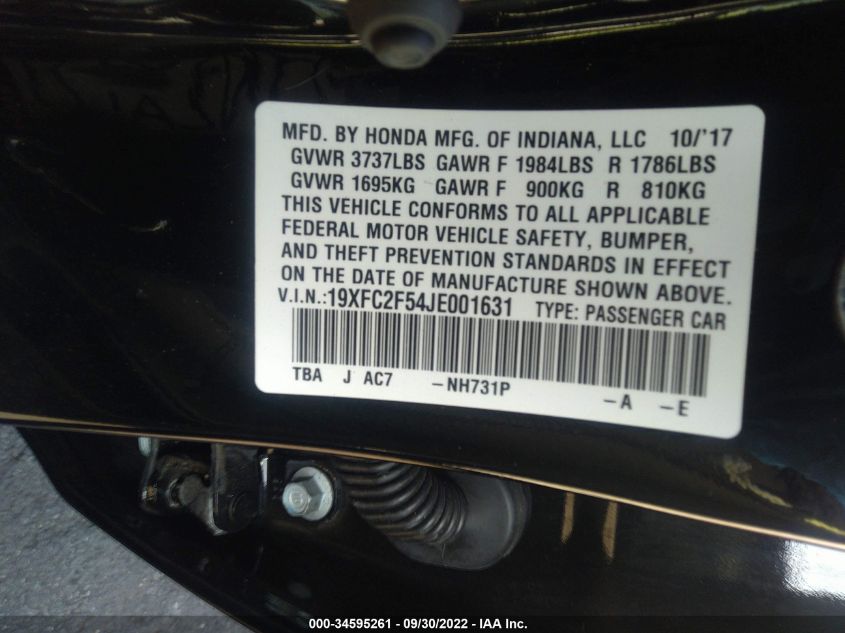 MFD. BY HONDA MFG. OF INDIANA, LLC 10/'17
GVWR 3737LBS GAWR F 1984LBS R 1786LBS
GVWR 1695KG GAWR F 900KG R 810KG
THIS VEHICLE CONFORMS TO ALL APPLICABLE
FEDERAL MOTOR VEHICLE SAFETY, BUMPER,
AND THEFT PREVENTION STANDARDS IN EFFECT
ON THE DATE OF MANUFACTURE SHOWN ABOVE.
V.I.N.:19XFC2F54JE001631 TYPE: PASSENGER CAR
TBA J AC7 -NH731P -A -E
000-34595261 - 09/30/2022 - IAA Inc.